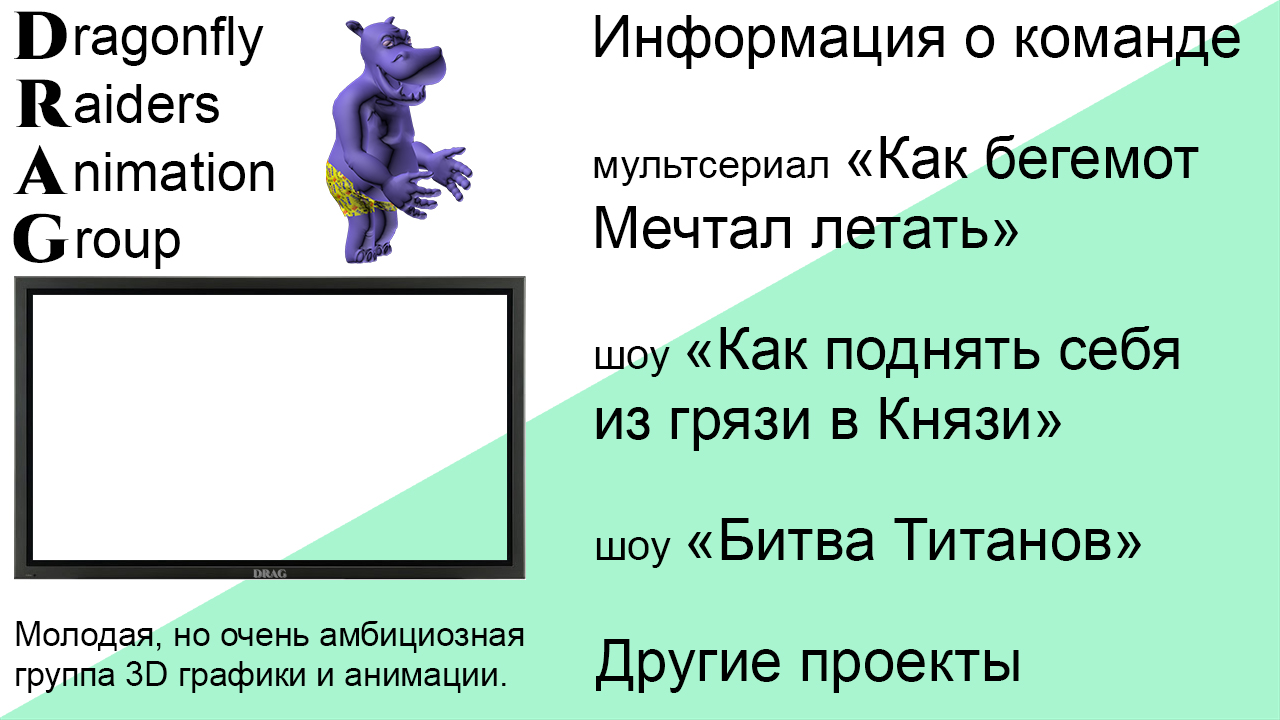 Dragonfly
Raiders
Animation
Group
DRAG
Молодая, но очень амбициозная
группа 3D графики и анимации.
Информация о команде
мультсериал «Как бегемот
Мечтал летать»
шоу «Как поднять себя
из грязи в Князи»
шоу «Битва Титанов»
Другие проекты